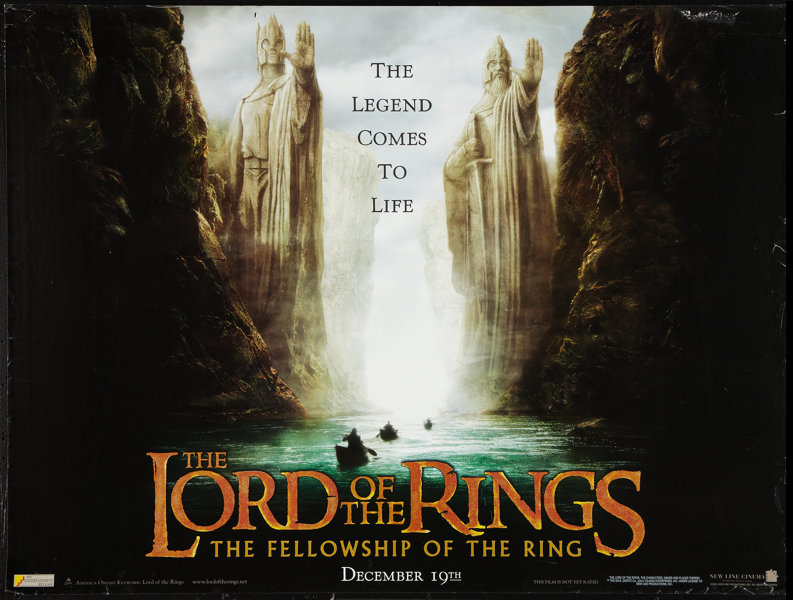 THE
LEGEND
COMES
TO
LIFE
THE
LORD OF THE RINGS
THE FELLOWSHIP OF THE RING
DECEMBER 19TH
AMERICA ONLINE KEYWORD: LORD OF THE RINGS www.lordoftherings.net
THIS FILM IS NOT YET RATED
NEW LINE CINEMA